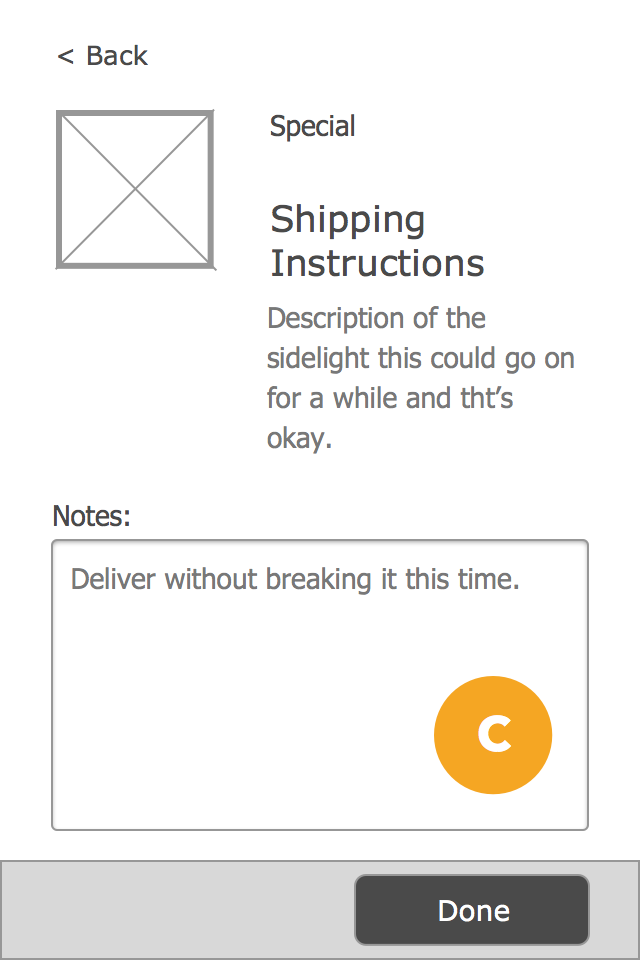 < Back
Special
Shipping
Instructions
Description of the
sidelight this could go on
for a while and tht’s
okay.
Notes:
Deliver without breaking it this time.
C
Done